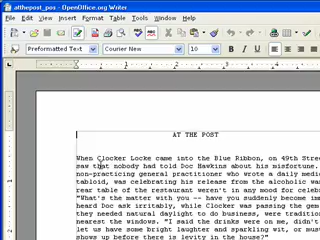 atthepost_pos - OpenOffice.org Writer
File Edit View Insert Format Table Tools Window Help
Preformatted Text Courier New 10 B
AT THE POST
When Clocker Locke came into the Blue Ribbon, on 49th Stree
saw that nobody had told Doc Hawkins about his misfortune.
non-practicing general practitioner who wrote a daily medic
tabloid, was celebrating his release from the alcoholic war
rear table of the restaurant weren't in any mood for celeb
"What's the matter with you -- have you suddenly become imm
heard Doc ask irritably, while Clocker was passing the gem
they needed natural daylight to do business, were tradition
nearest the windows. "I said the drinks were on me, didn't
let us have some bright laughter and sparkling wit, or must
shows up before there is levity in the house?"